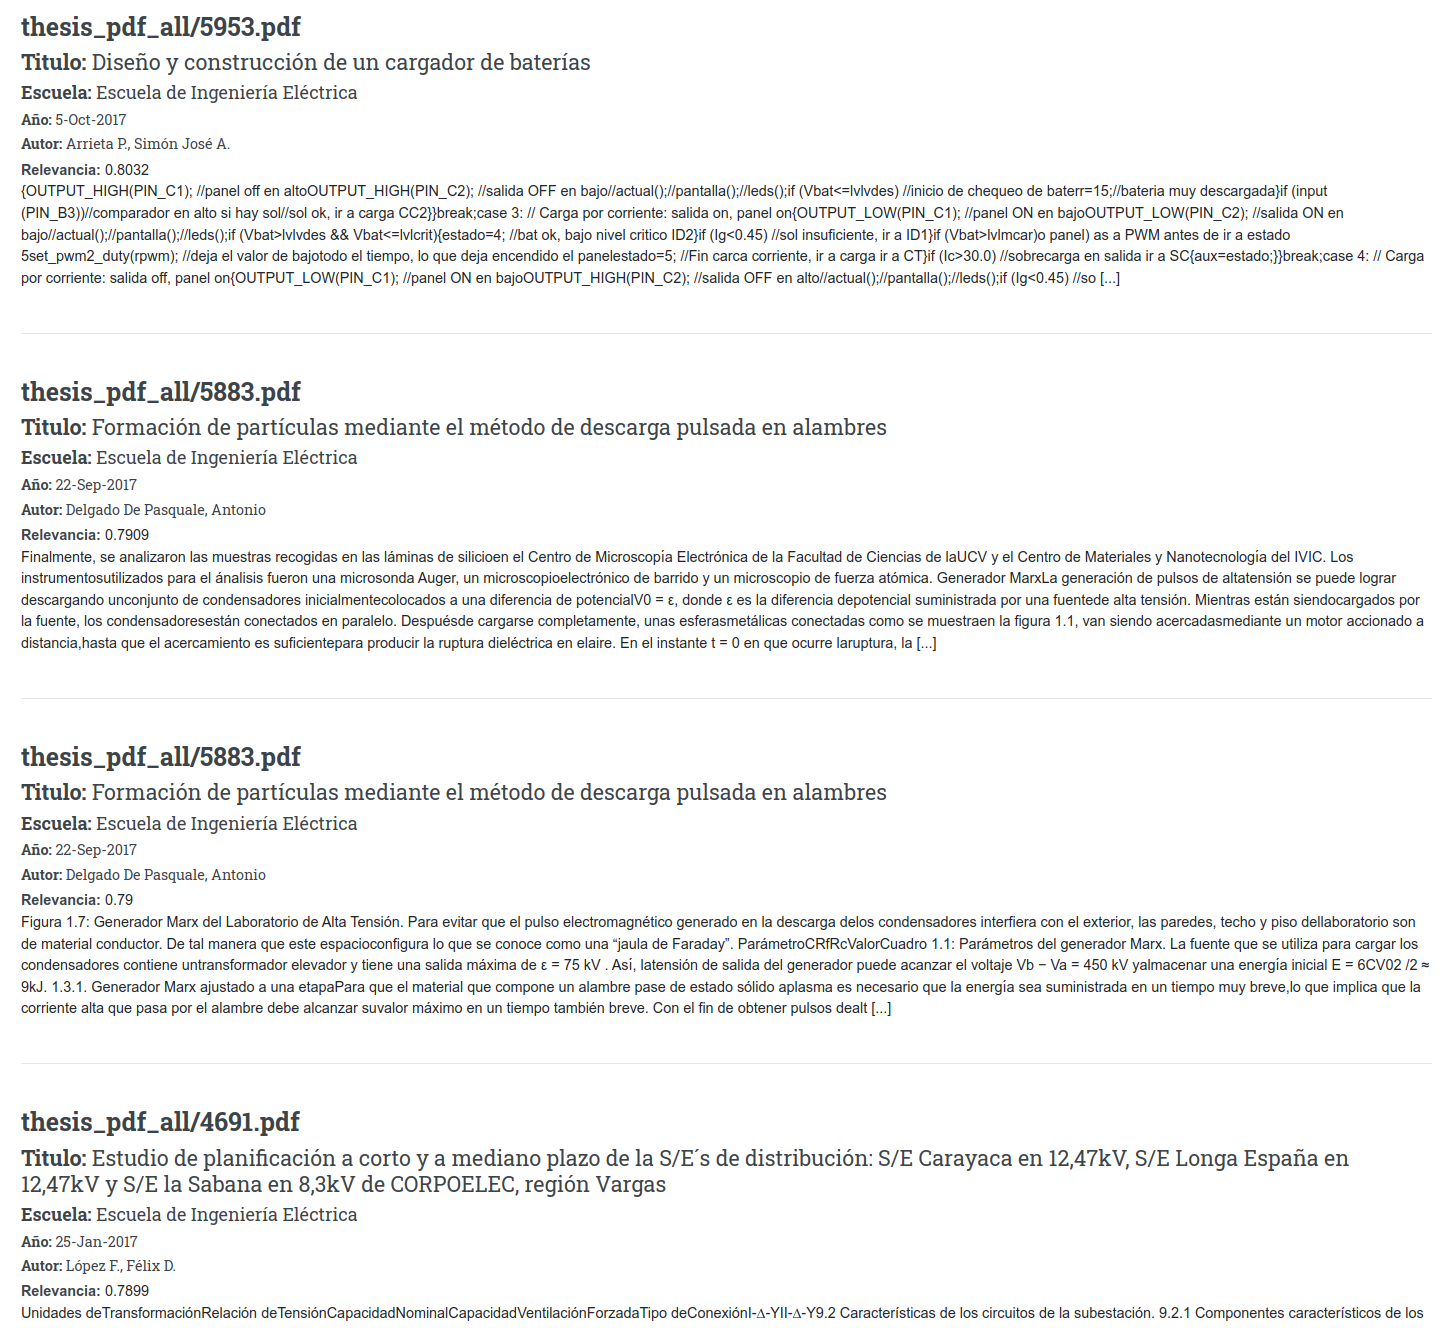 thesis_pdf_all/5953.pdf
Titulo: Diseño y construcción de un cargador de baterías
Escuela: Escuela de Ingeniería Eléctrica
Año: 5-Oct-2017
Autor: Arrieta P., Simón José A.
Relevancia: 0.8032
{OUTPUT_HIGH(PIN_C1); //panel off en altoOUTPUT_HIGH(PIN_C2); //salida OFF en bajo//actual();//pantalla();//leds();if (Vbat<=lvlvdes) //inicio de chequeo de baterr=15;//bateria muy descargada}if (input
(PIN_B3))//comparador en alto si hay sol//sol ok, ir a carga CC2}}break;case 3: // Carga por corriente: salida on, panel on{OUTPUT_LOW(PIN_C1); //panel ON en bajoOUTPUT_LOW(PIN_C2); //salida ON en
bajo//actual();//pantalla();//leds();if (Vbat>lvlvdes && Vbat<=lvlcrit){estado=4; //bat ok, bajo nivel critico ID2}if (Ig<0.45) //sol insuficiente, ir a ID1}if (Vbat>lvlmcar)o panel) as a PWM antes de ir a estado
5set_pwm2_duty(rpwm); //deja el valor de bajotodo el tiempo, lo que deja encendido el panelestado=5; //Fin carca corriente, ir a carga ir a CT}if (Ic>30.0) //sobrecarga en salida ir a SC{aux=estado;}}break;case 4: // Carga
por corriente: salida off, panel on{OUTPUT_LOW(PIN_C1); //panel ON en bajoOUTPUT_HIGH(PIN_C2); //salida OFF en alto//actual();//pantalla();//leds();if (Ig<0.45) //so [...]
thesis_pdf_all/5883.pdf
Titulo: Formación de partículas mediante el método de descarga pulsada en alambres
Escuela: Escuela de Ingeniería Eléctrica
Año: 22-Sep-2017
Autor: Delgado De Pasquale, Antonio
Relevancia: 0.7909
Finalmente, se analizaron las muestras recogidas en las láminas de silicioen el Centro de Microscopía Electrónica de la Facultad de Ciencias de laUCV y el Centro de Materiales y Nanotecnología del IVIC. Los
instrumentosutilizados para el ánalisis fueron una microsonda Auger, un microscopioelectrónico de barrido y un microscopio de fuerza atómica. Generador MarxLa generación de pulsos de altatensión se puede lograr
descargando unconjunto de condensadores inicialmentecolocados a una diferencia de potencialV0 = ε, donde ε es la diferencia depotencial suministrada por una fuentede alta tensión. Mientras están siendocargados por
la fuente, los condensadoresestán conectados en paralelo. Despuésde cargarse completamente, unas esferasmetálicas conectadas como se muestraen la figura 1.1, van siendo acercadasmediante un motor accionado a
distancia,hasta que el acercamiento es suficientepara producir la ruptura dieléctrica en elaire. En el instante t = 0 en que ocurre laruptura, la [...]
thesis_pdf_all/5883.pdf
Titulo: Formación de partículas mediante el método de descarga pulsada en alambres
Escuela: Escuela de Ingeniería Eléctrica
Año: 22-Sep-2017
Autor: Delgado De Pasquale, Antonio
Relevancia: 0.79
Figura 1.7: Generador Marx del Laboratorio de Alta Tensión. Para evitar que el pulso electromagnético generado en la descarga delos condensadores interfiera con el exterior, las paredes, techo y piso dellaboratorio son
de material conductor. De tal manera que este espacioconfigura lo que se conoce como una “jaula de Faraday”. ParámetroCRfRcValorCuadro 1.1: Parámetros del generador Marx. La fuente que se utiliza para cargar los
condensadores contiene untransformador elevador y tiene una salida máxima de ε = 75 kV . Así, latensión de salida del generador puede acanzar el voltaje Vb − Va = 450 kV yalmacenar una energía inicial E = 6CV02 /2 ≈
9kJ. 1.3.1. Generador Marx ajustado a una etapaPara que el material que compone un alambre pase de estado sólido aplasma es necesario que la energía sea suministrada en un tiempo muy breve,lo que implica que la
corriente alta que pasa por el alambre debe alcanzar suvalor máximo en un tiempo también breve. Con el fin de obtener pulsos dealt [...]
thesis_pdf_all/4691.pdf
Titulo: Estudio de planificación a corto y a mediano plazo de la S/E´s de distribución: S/E Carayaca en 12,47kV, S/E Longa España en
12,47kV y S/E la Sabana en 8,3kV de CORPOELEC, región Vargas
Escuela: Escuela de Ingeniería Eléctrica
Año: 25-Jan-2017
Autor: López F., Félix D.
Relevancia: 0.7899
Unidades deTransformaciónRelación deTensiónCapacidadNominalCapacidadVentilaciónForzadaTipo deConexiónI-∆-YII-∆-Y9.2 Características de los circuitos de la subestación. 9.2.1 Componentes característicos de los